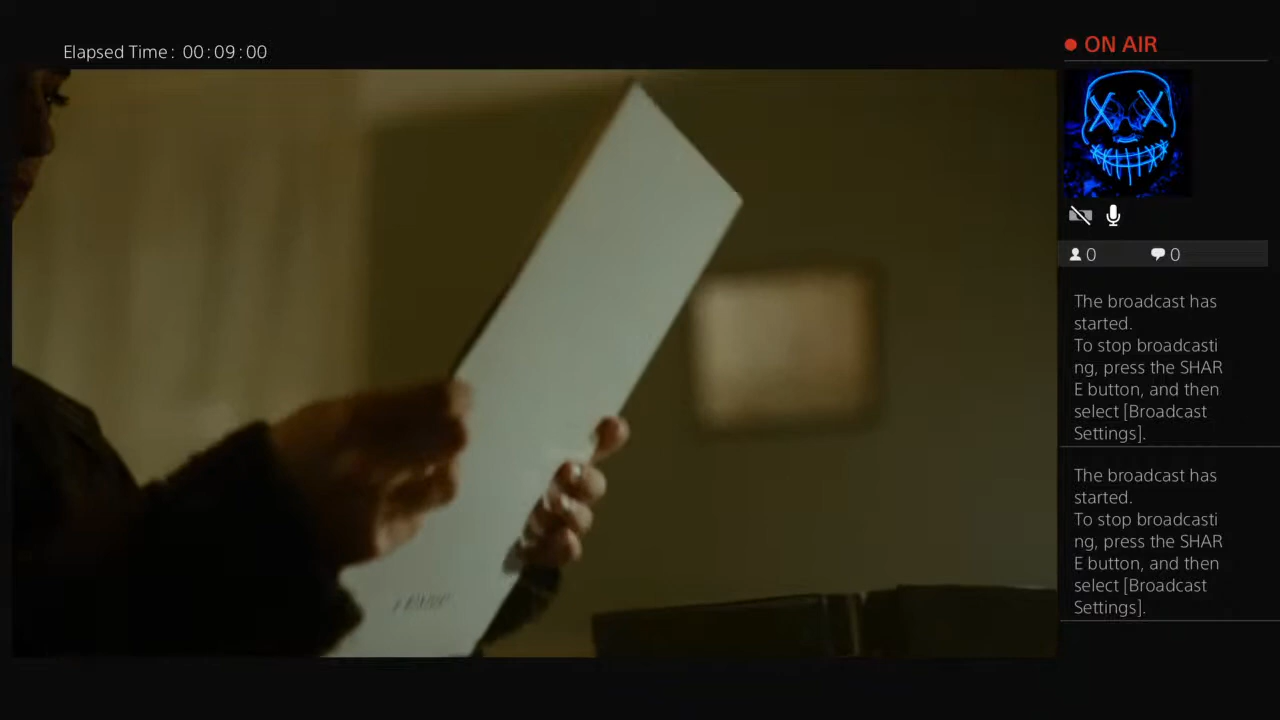 Elapsed Time: 00:09:00
ON AIR
0
0
The broadcast has
started.
To stop broadcasti
ng, press the SHAR
E button, and then
select [Broadcast
Settings].
The broadcast has
started.
To stop broadcasti
ng, press the SHAR
E button, and then
select [Broadcast
Settings].